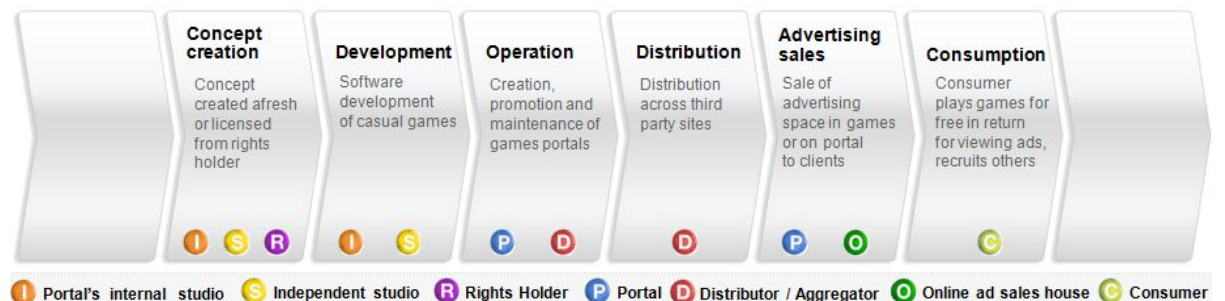 Concept
creation
Concept
created afresh
or licensed
from rights
holder
I S R
Development
Software
development
of casual games
I S
Operation
Creation,
promotion and
maintenance of
games portals
P D
Distribution
Distribution
across third
party sites
D
Advertising
sales
Sale of
advertising
space in games
or on portal
to clients
P O
Consumption
Consumer
plays games for
free in return
for viewing ads,
recruits others
C
I Portal's internal studio S Independent studio R Rights Holder P Portal D Distributor / Aggregator O Online ad sales house C Consumer